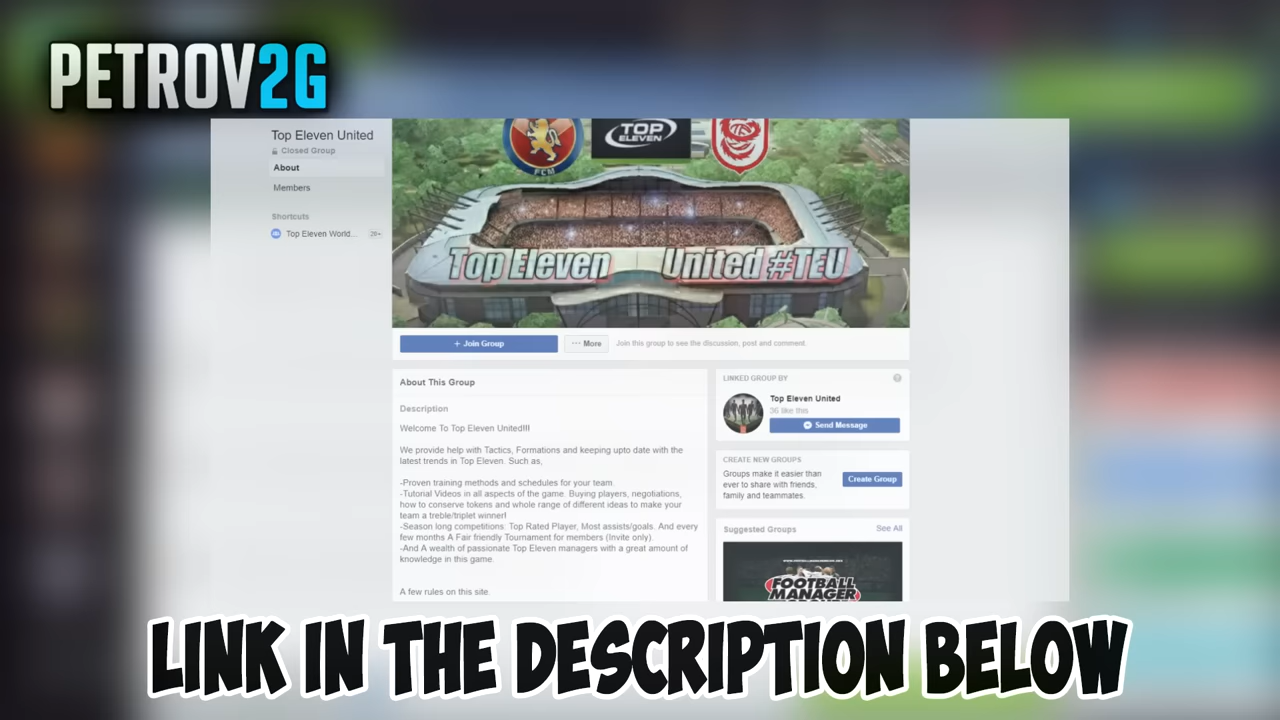 PETROV2G
Top Eleven United
Closed Group
About
Members
Shortcuts
Top Eleven World...
20+
FCM
TOP
ELEVEN
Top Eleven United #TEU
+ Join Group
··· More
Join this group to see the discussion, post and comment.
About This Group
Description
Welcome To Top Eleven United!!!
We provide help with Tactics, Formations and keeping upto date with the
latest trends in Top Eleven. Such as,
-Proven training methods and schedules for your team
-Tutorial Videos in all aspects of the game. Buying players, negotiations,
how to conserve tokens and whole range of different ideas to make your
team a treble/triplet winner!
-Season long competitions: Top Rated Player, Most assists/goals. And every
few months A Fair friendly Tournament for members (Invite only).
-And A wealth of passionate Top Eleven managers with a great amount of
knowledge in this game.
A few rules on this site.
LINKED GROUP BY
?
Top Eleven United
36 like this
Send Message
CREATE NEW GROUPS
Groups make it easier than
ever to share with friends,
family and teammates.
Create Group
Suggested Groups
See All
FOOTBALL
MANAGER
LINK IN THE DESCRIPTION BELOW